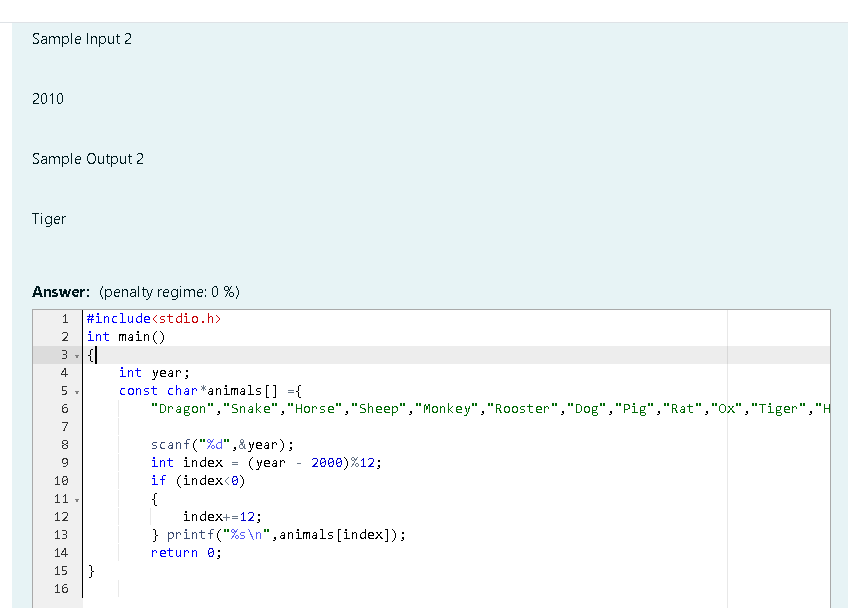 Sample Input 2
2010
Sample Output 2
Tiger
Answer: (penalty regime: 0 %)
1 #include<stdio.h>
2 int main()
3 {
4 int year;
5 const char*animals[] ={
6 "Dragon","Snake","Horse","Sheep","Monkey","Rooster","Dog","Pig","Rat","Ox","Tiger","H
7
8 scanf("%d",&year);
9 int index = (year - 2000)%12;
10 if (index<0)
11 {
12 index+=12;
13 } printf("%s\n",animals[index]);
14 return 0;
15 }
16